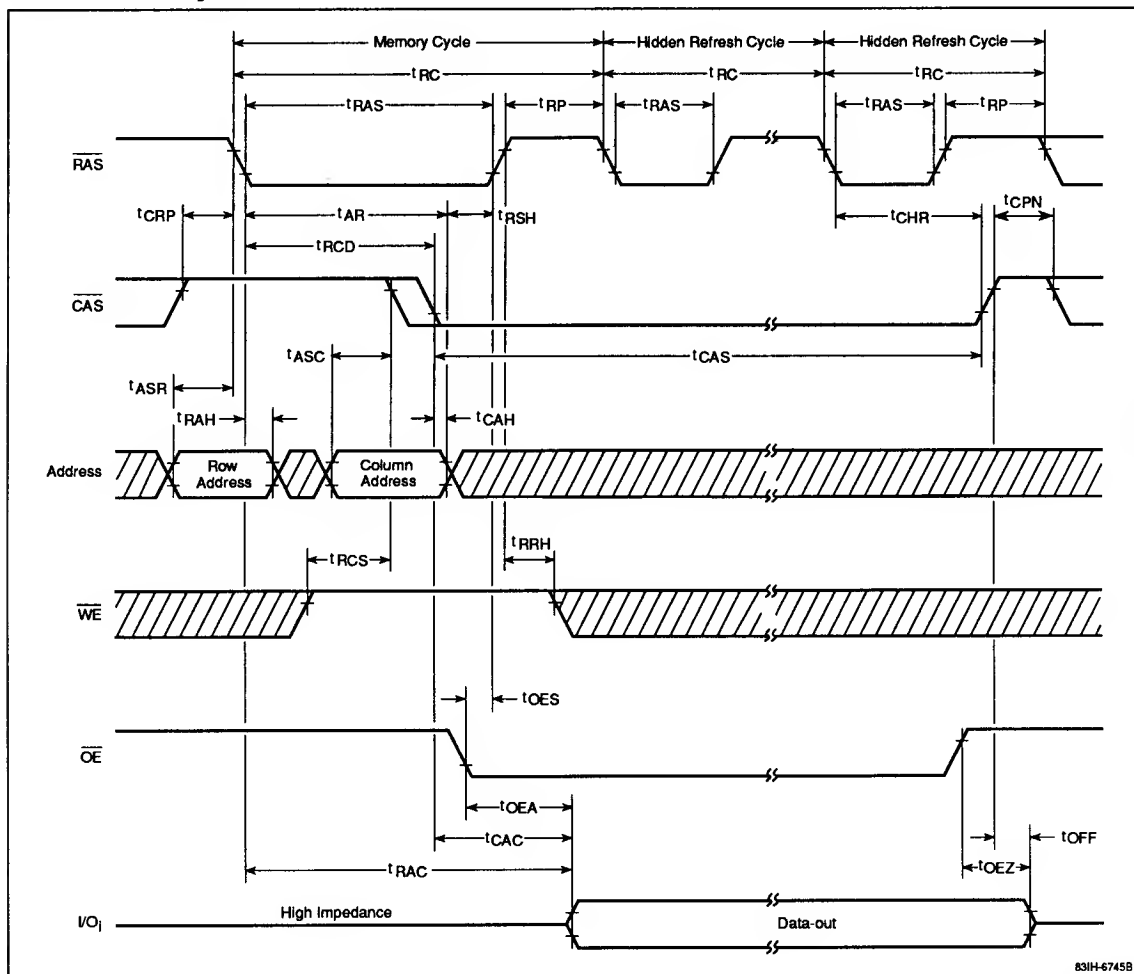 Memory Cycle Hidden Refresh Cycle Hidden Refresh Cycle
tRC tRC tRC
tRAS tRP tRAS tRAS tRP
RAS
tCRP tAR tRSH tCHR tCPN
tRCD
CAS
tASC tCAS
tASR
tRAH tCAH
Address Row Address Column Address
tRCS tRRH
WE
tOES
OE
tOEA
tCAC tOFF
tRAC tOEZ
I/Oj High Impedance Data-out
83IH-6745B